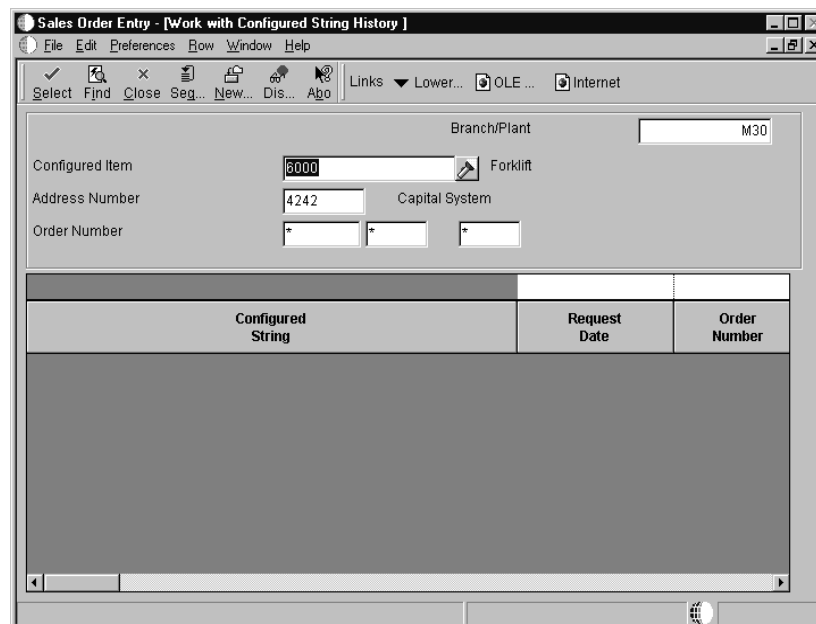 Sales Order Entry - [Work with Configured String History ]
File Edit Preferences Row Window Help
Select Find Close Seg... New... Dis... Abo Links Lower... OLE ... Internet
Branch/Plant M30
Configured Item 6000 Forklift
Address Number 4242 Capital System
Order Number * * *
Configured Request Order
String Date Number